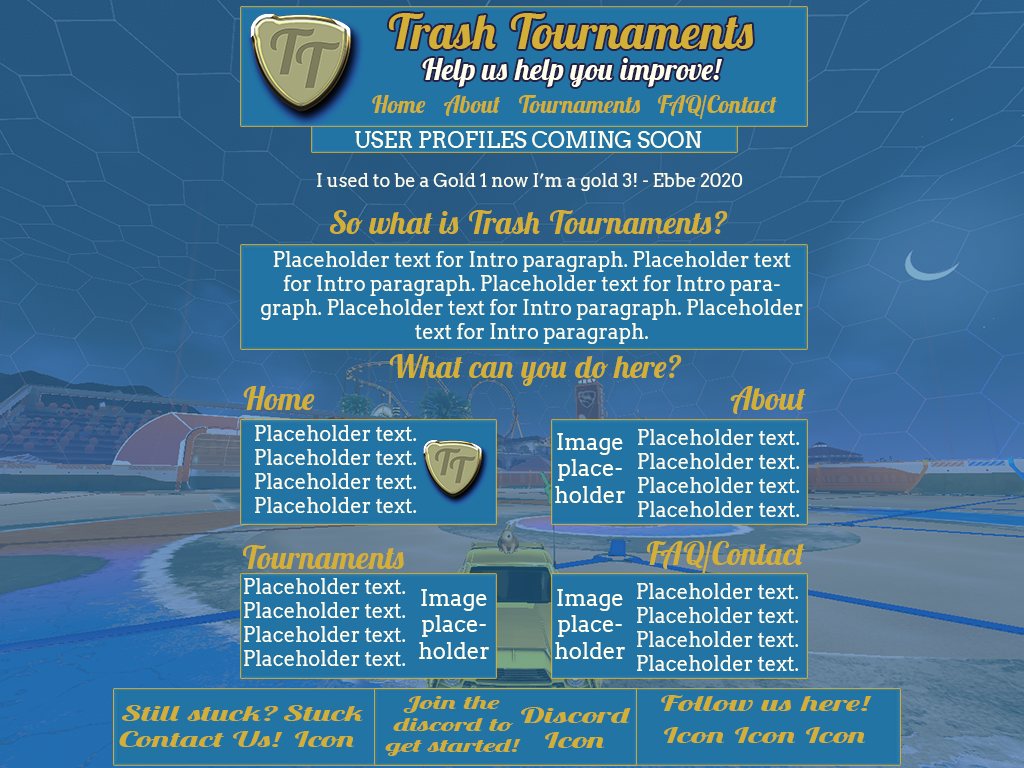 TT
Trash Tournaments
Help us help you improve!
Home About Tournaments FAQ/Contact
USER PROFILES COMING SOON
I used to be a Gold 1 now I’m a gold 3! - Ebbe 2020
So what is Trash Tournaments?
Placeholder text for Intro paragraph. Placeholder text
for Intro paragraph. Placeholder text for Intro para-
graph. Placeholder text for Intro paragraph. Placeholder
text for Intro paragraph.
What can you do here?
Home
Placeholder text.
Placeholder text.
Placeholder text.
Placeholder text.
TT
About
Image
place-
holder
Placeholder text.
Placeholder text.
Placeholder text.
Placeholder text.
Tournaments
Placeholder text.
Placeholder text.
Placeholder text.
Placeholder text.
Image
place-
holder
FAQ/Contact
Image
place-
holder
Placeholder text.
Placeholder text.
Placeholder text.
Placeholder text.
Still stuck?
Contact Us!
Stuck
Icon
Join the
discord to
get started!
Discord
Icon
Follow us here!
Icon Icon Icon